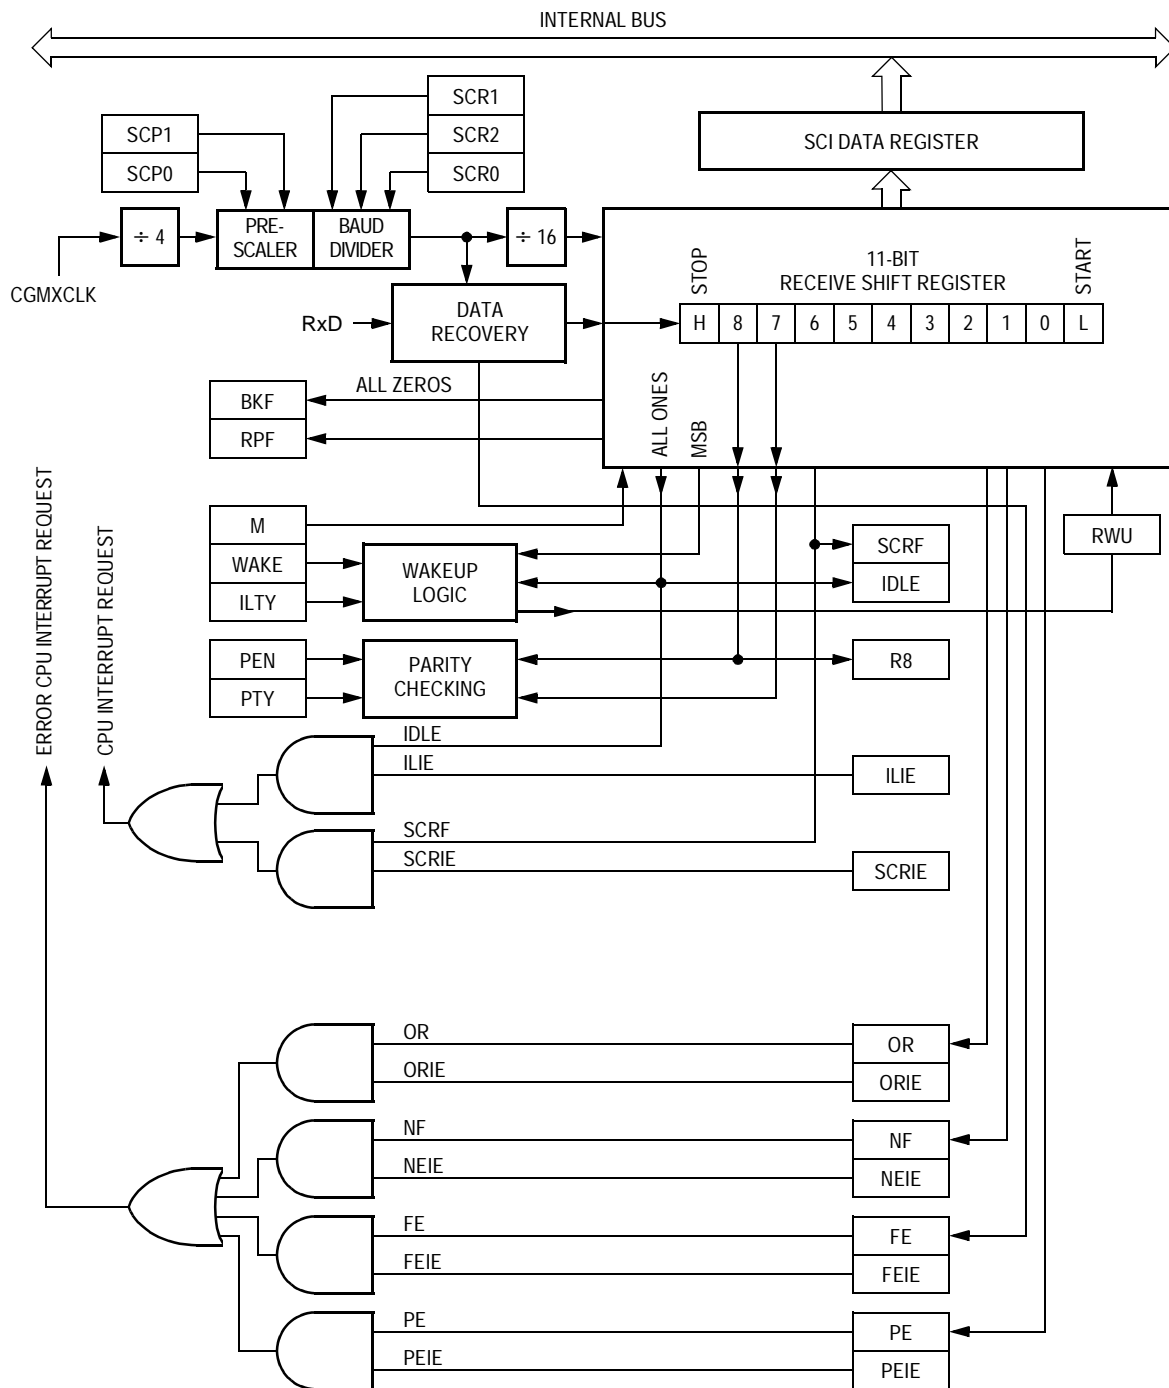 INTERNAL BUS
SCR1
SCR2
SCR0
SCP1
SCP0
SCI DATA REGISTER
÷ 4
PRE-
SCALER
BAUD
DIVIDER
÷ 16
CGMXCLK
RxD
DATA
RECOVERY
STOP
11-BIT
RECEIVE SHIFT REGISTER
START
H 8 7 6 5 4 3 2 1 0 L
ALL ZEROS
BKF
RPF
ALL ONES
MSB
M
WAKE
ILTY
WAKEUP
LOGIC
SCRF
IDLE
RWU
PEN
PTY
PARITY
CHECKING
R8
ERROR CPU INTERRUPT REQUEST
CPU INTERRUPT REQUEST
IDLE
ILIE
ILIE
SCRF
SCRIE
SCRIE
OR
OR
ORIE
ORIE
NF
NF
NEIE
NEIE
FE
FE
FEIE
FEIE
PE
PE
PEIE
PEIE